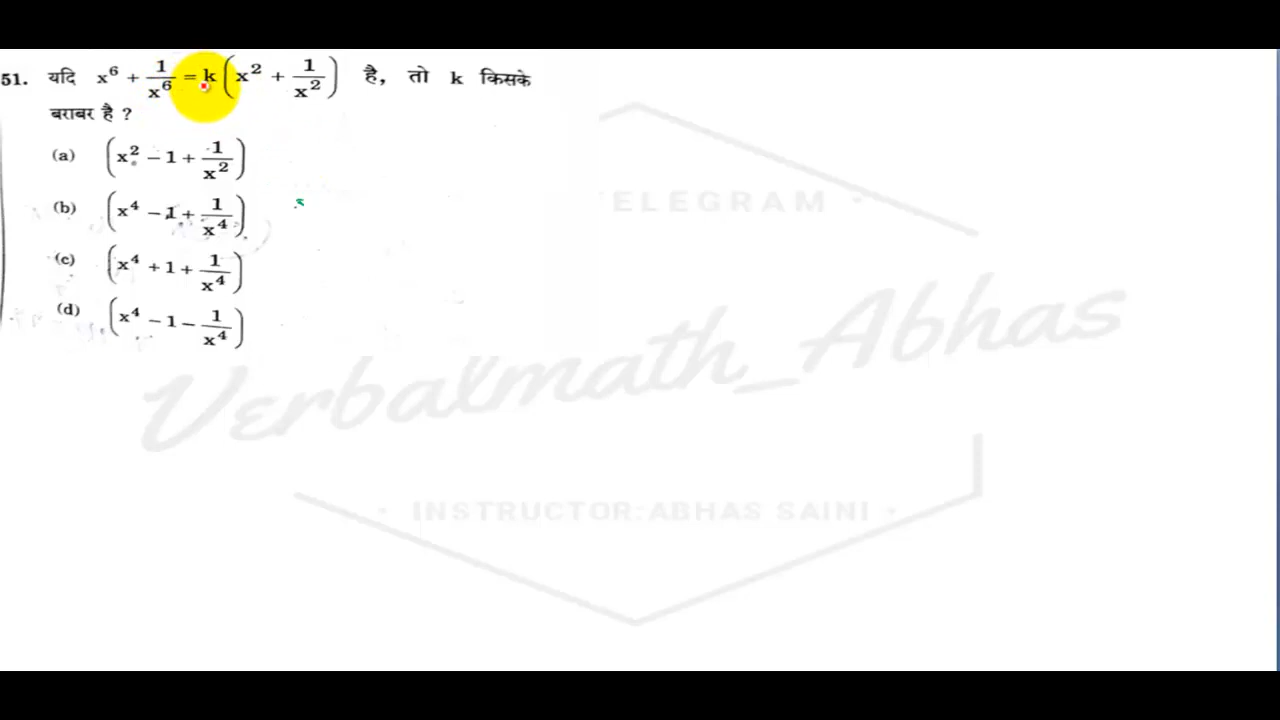 51. यदि x⁶ + 1/x⁶ = k (x² + 1/x²) है, तो k किसके
बराबर है ?
(a) (x² − 1 + 1/x²)
(b) (x⁴ − 1 + 1/x⁴)
(c) (x⁴ + 1 + 1/x⁴)
(d) (x⁴ − 1 − 1/x⁴)
TELEGRAM
Verbalmath_Abhas
INSTRUCTOR:ABHAS SAINI